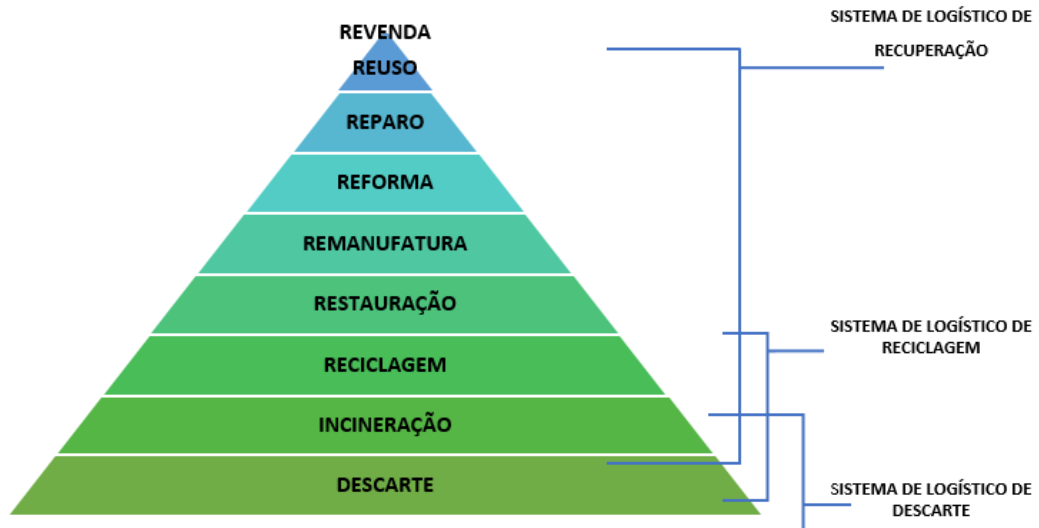 REVENDA
REUSO
REPARO
REFORMA
REMANUFATURA
RESTAURAÇÃO
RECICLAGEM
INCINERAÇÃO
DESCARTE
SISTEMA DE LOGÍSTICO DE
RECUPERAÇÃO
SISTEMA DE LOGÍSTICO DE
RECICLAGEM
SISTEMA DE LOGÍSTICO DE
DESCARTE